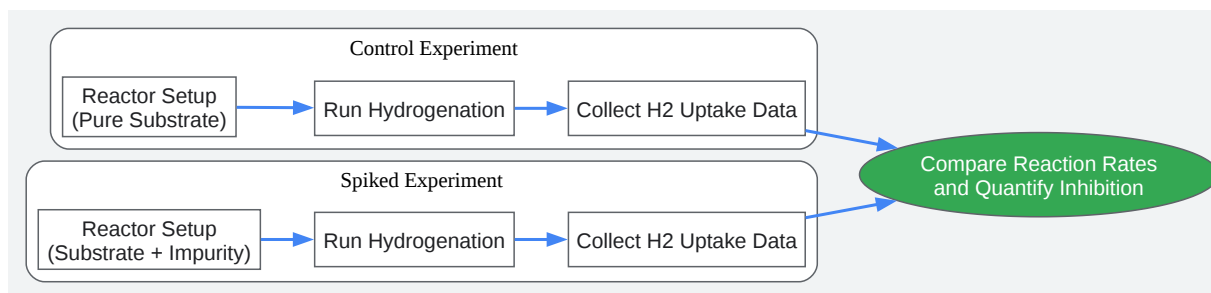 Control Experiment
Reactor Setup
(Pure Substrate)
Run Hydrogenation
Collect H2 Uptake Data
Compare Reaction Rates
and Quantify Inhibition
Spiked Experiment
Reactor Setup
(Substrate + Impurity)
Run Hydrogenation
Collect H2 Uptake Data